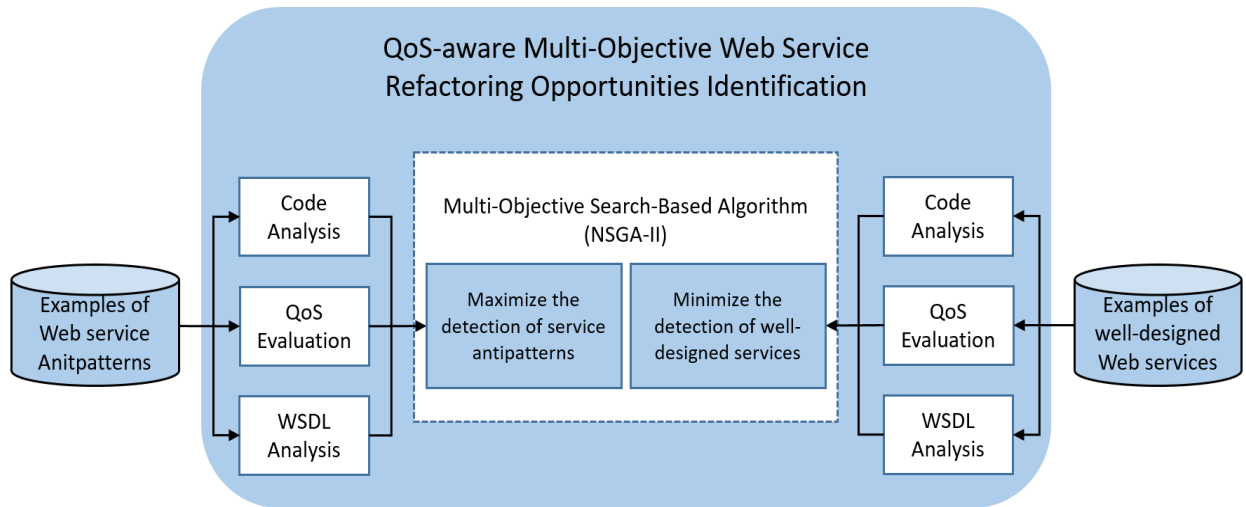 QoS-aware Multi-Objective Web Service
Refactoring Opportunities Identification
Examples of
Web service
Anitpatterns
Code
Analysis
QoS
Evaluation
WSDL
Analysis
Multi-Objective Search-Based Algorithm
(NSGA-II)
Maximize the
detection of service
antipatterns
Minimize the
detection of well-
designed services
Code
Analysis
QoS
Evaluation
WSDL
Analysis
Examples of
well-designed
Web services